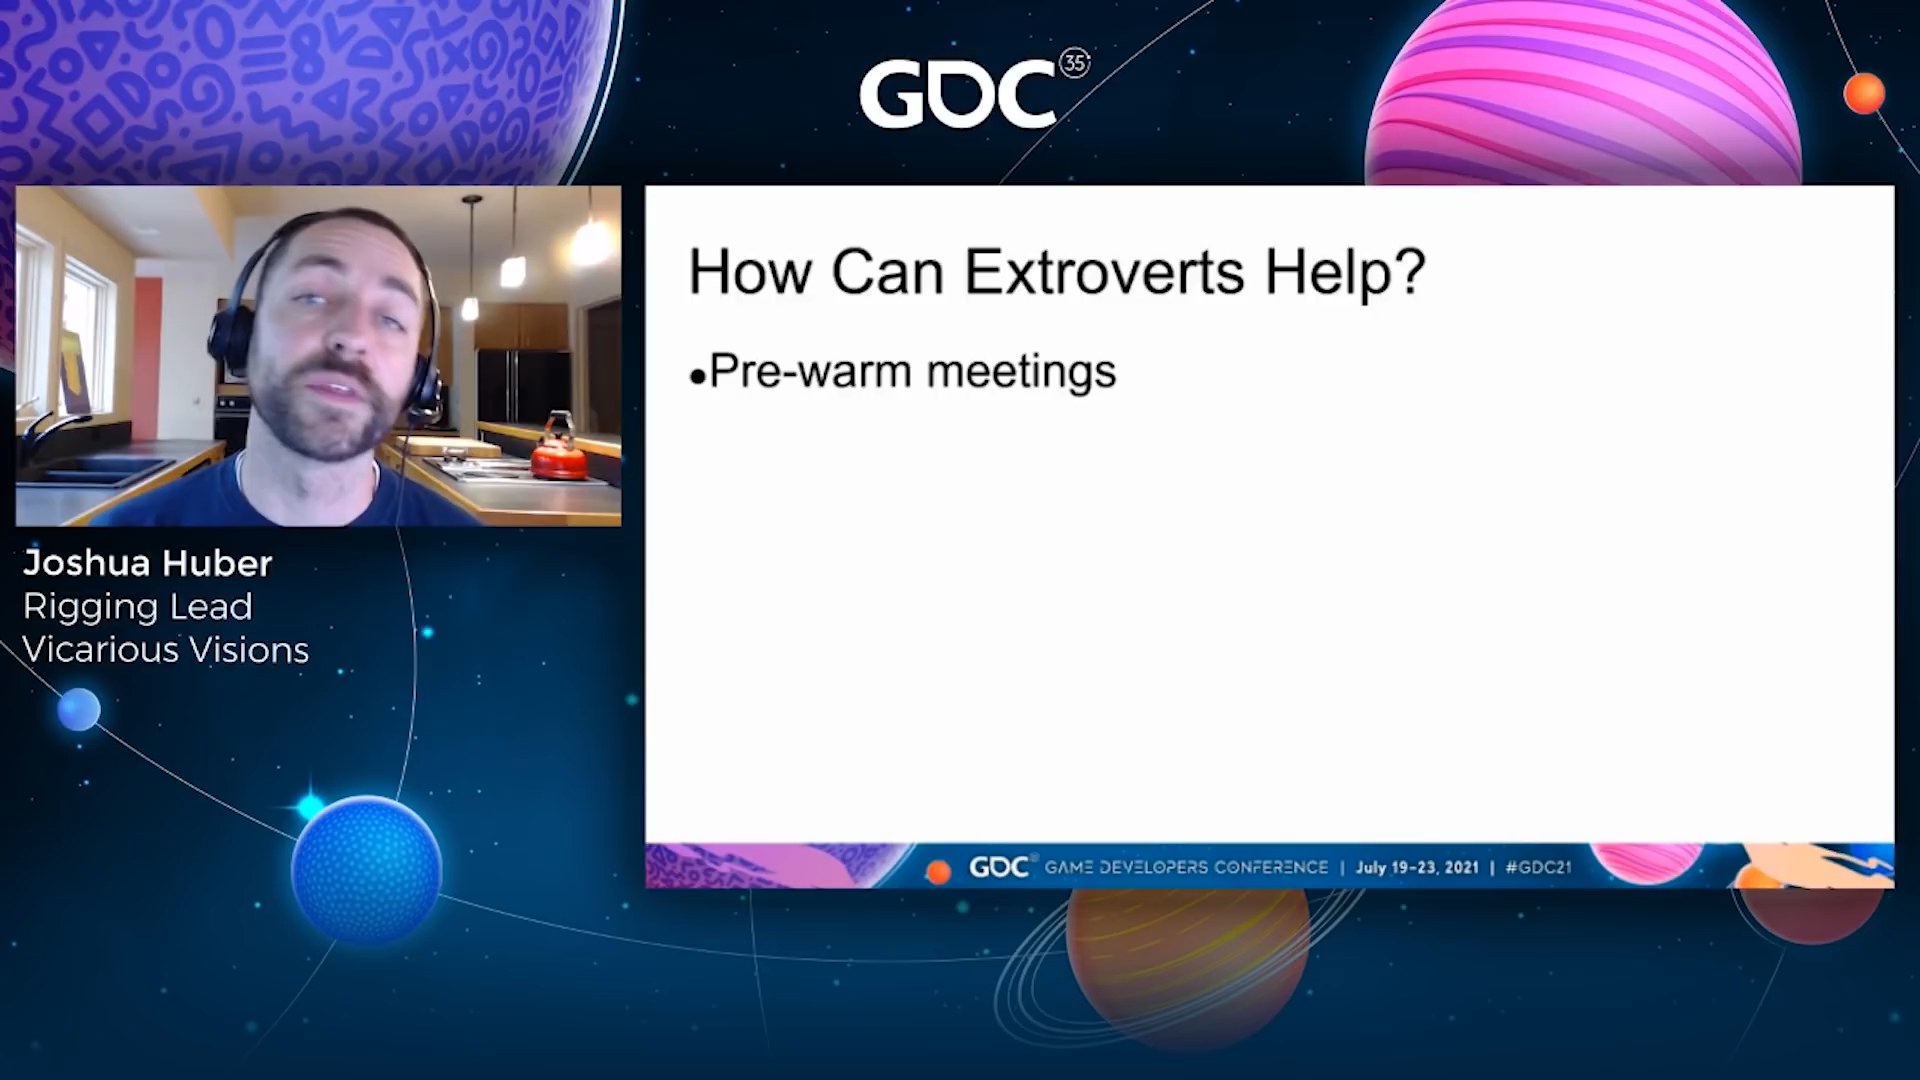 GDC 35
How Can Extroverts Help?
•Pre-warm meetings
Joshua Huber
Rigging Lead
Vicarious Visions
GDC GAME DEVELOPERS CONFERENCE | July 19-23, 2021 | #GDC21